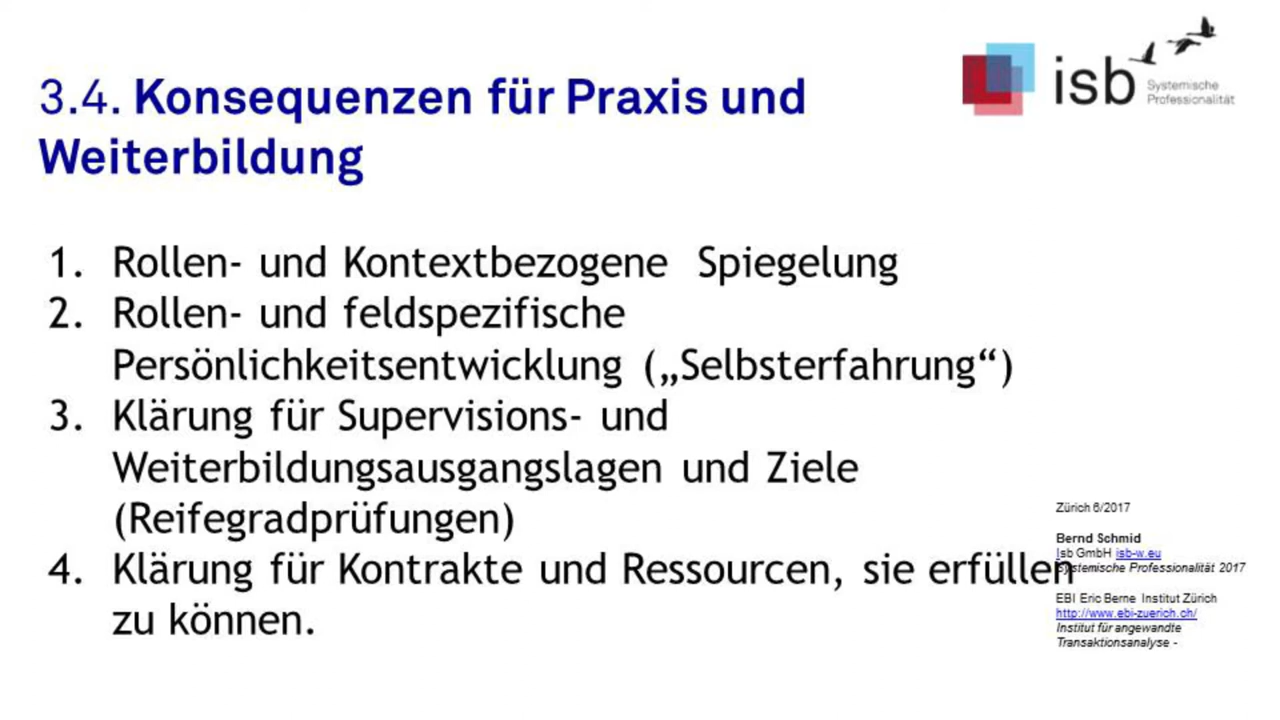 3.4. Konsequenzen für Praxis und
Weiterbildung
isb
Systemische
Professionalität
1. Rollen- und Kontextbezogene Spiegelung
2. Rollen- und feldspezifische
Persönlichkeitsentwicklung („Selbsterfahrung“)
3. Klärung für Supervisions- und
Weiterbildungsausgangslagen und Ziele
(Reifegradprüfungen)
4. Klärung für Kontrakte und Ressourcen, sie erfüllen
zu können.
Zürich 6/2017
Bernd Schmid
Isb GmbH isb-w.eu
Systemische Professionalität 2017
EBI Eric Berne Institut Zürich
http://www.ebi-zuerich.ch/
Institut für angewandte
Transaktionsanalyse -